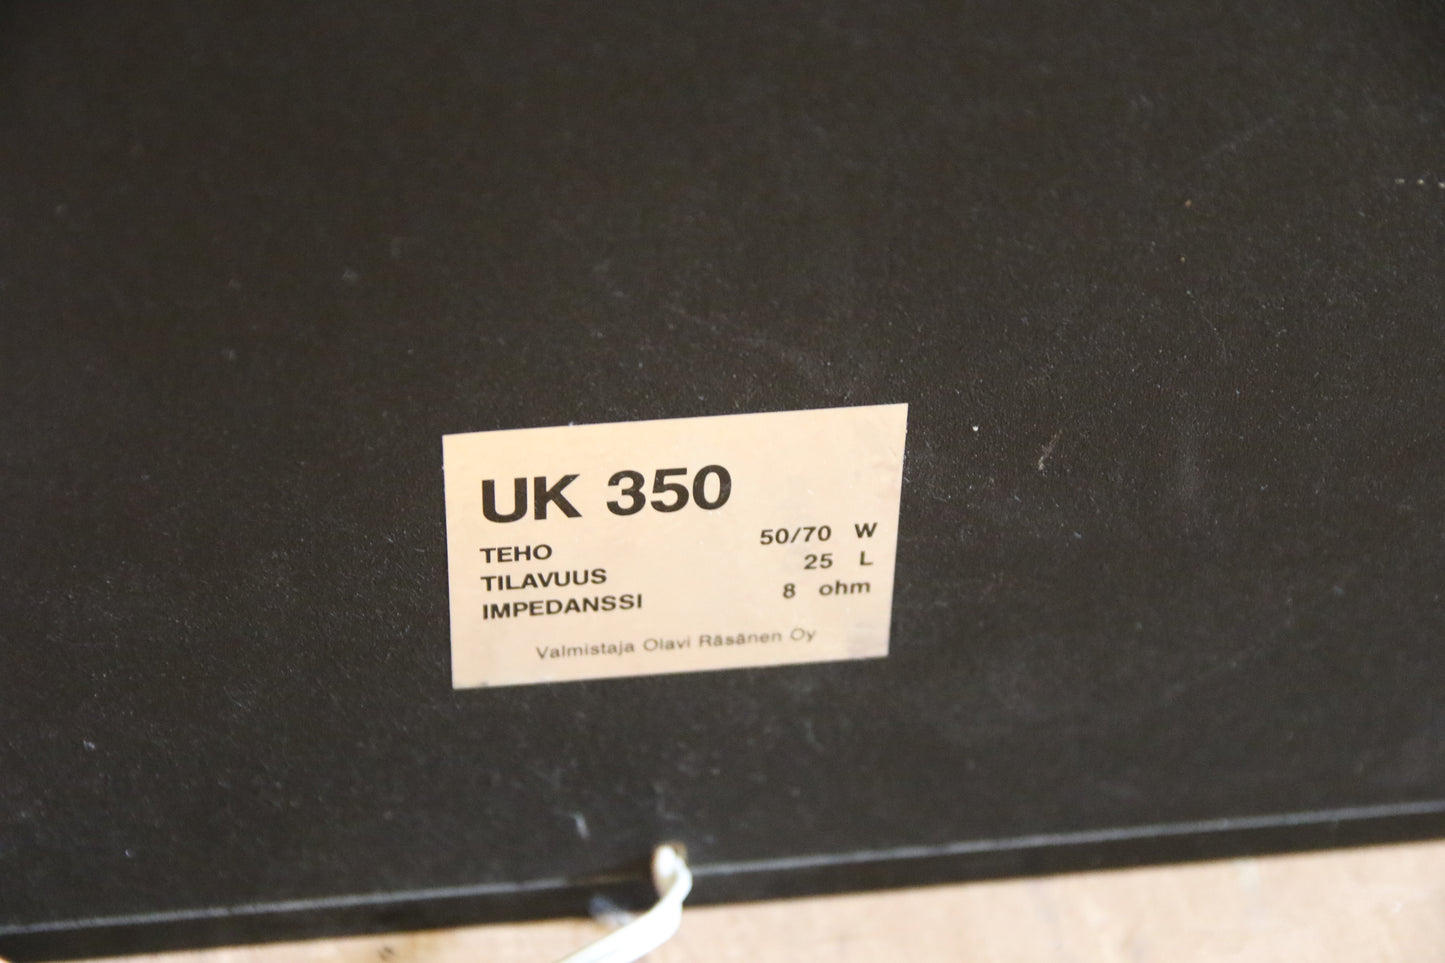 UK 350
TEHO 50/70 W
TILAVUUS 25 L
IMPEDANSSI 8 ohm
Valmistaja Olavi Räsänen Oy